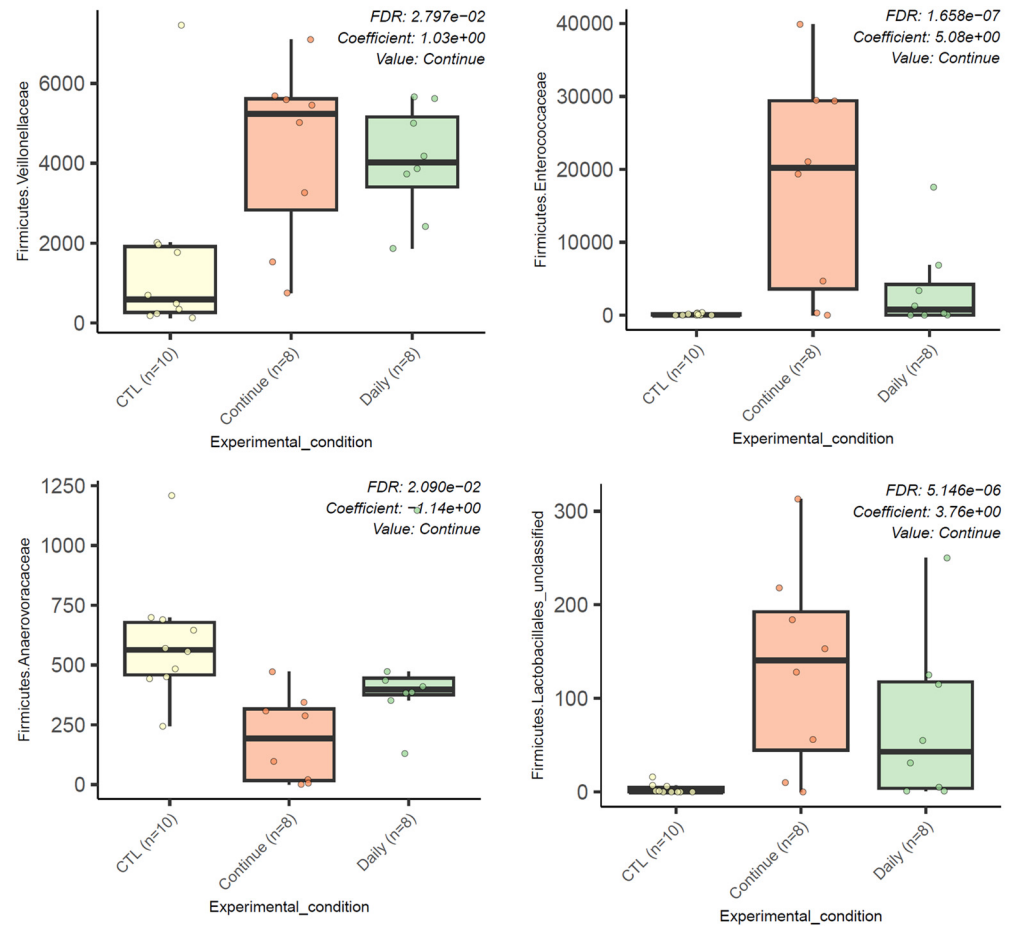 FDR: 2.797e−02
Coefficient: 1.03e+00
Value: Continue
Firmicutes.Veillonellaceae
6000
4000
2000
0
CTL (n=10)
Continue (n=8)
Daily (n=8)
Experimental_condition
FDR: 1.658e−07
Coefficient: 5.08e+00
Value: Continue
Firmicutes.Enterococcaceae
40000
30000
20000
10000
0
CTL (n=10)
Continue (n=8)
Daily (n=8)
Experimental_condition
FDR: 2.090e−02
Coefficient: −1.14e+00
Value: Continue
Firmicutes.Anaerovoracaceae
1250
1000
750
500
250
0
CTL (n=10)
Continue (n=8)
Daily (n=8)
Experimental_condition
FDR: 5.146e−06
Coefficient: 3.76e+00
Value: Continue
Firmicutes.Lactobacillales_unclassified
300
200
100
0
CTL (n=10)
Continue (n=8)
Daily (n=8)
Experimental_condition